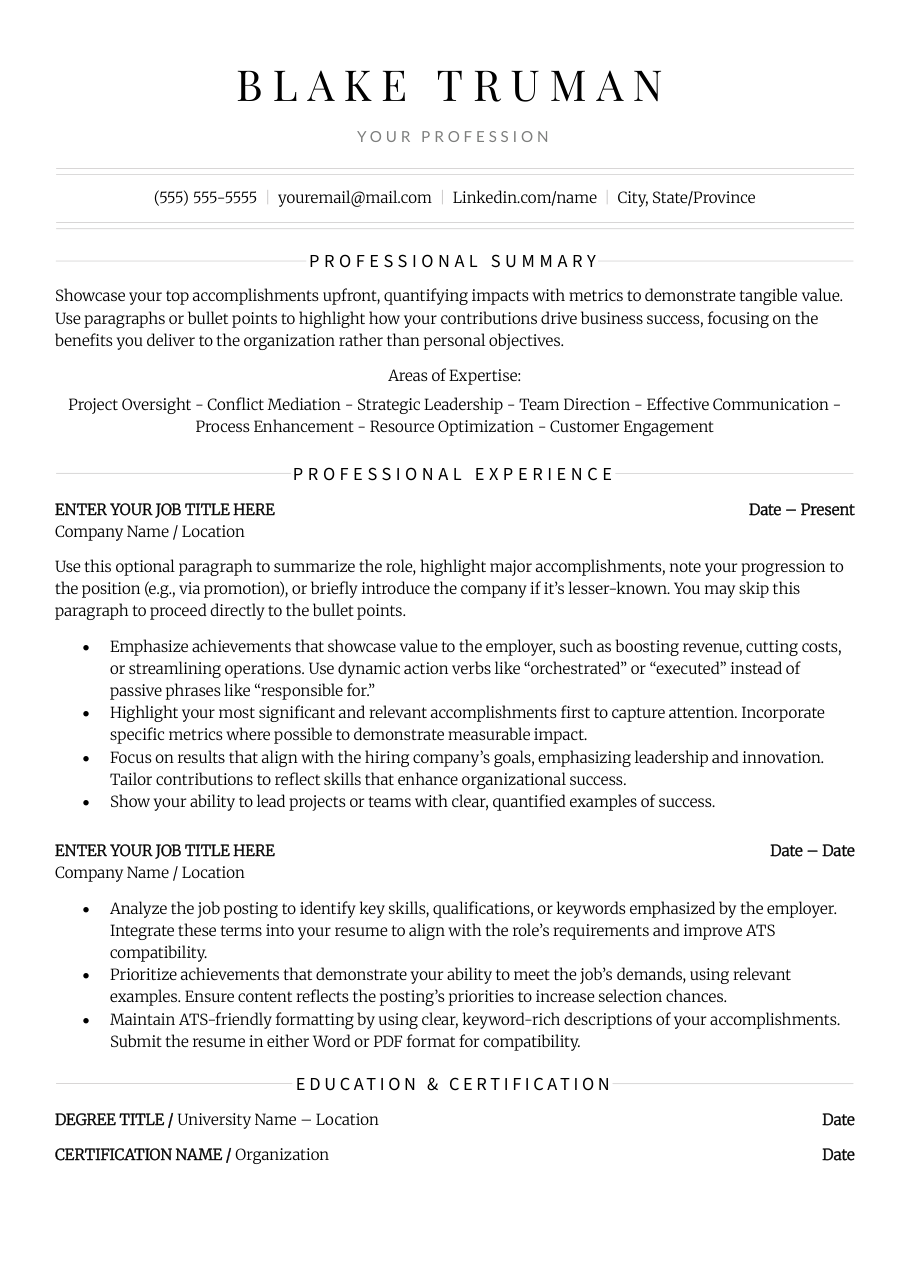 BLAKE TRUMAN
YOUR PROFESSION
(555) 555-5555 | youremail@mail.com | Linkedin.com/name | City, State/Province
PROFESSIONAL SUMMARY
Showcase your top accomplishments upfront, quantifying impacts with metrics to demonstrate tangible value.
Use paragraphs or bullet points to highlight how your contributions drive business success, focusing on the
benefits you deliver to the organization rather than personal objectives.
Areas of Expertise:
Project Oversight - Conflict Mediation - Strategic Leadership - Team Direction - Effective Communication -
Process Enhancement - Resource Optimization - Customer Engagement
PROFESSIONAL EXPERIENCE
ENTER YOUR JOB TITLE HERE Date – Present
Company Name / Location
Use this optional paragraph to summarize the role, highlight major accomplishments, note your progression to
the position (e.g., via promotion), or briefly introduce the company if it’s lesser-known. You may skip this
paragraph to proceed directly to the bullet points.
• Emphasize achievements that showcase value to the employer, such as boosting revenue, cutting costs,
or streamlining operations. Use dynamic action verbs like “orchestrated” or “executed” instead of
passive phrases like “responsible for.”
• Highlight your most significant and relevant accomplishments first to capture attention. Incorporate
specific metrics where possible to demonstrate measurable impact.
• Focus on results that align with the hiring company’s goals, emphasizing leadership and innovation.
Tailor contributions to reflect skills that enhance organizational success.
• Show your ability to lead projects or teams with clear, quantified examples of success.
ENTER YOUR JOB TITLE HERE Date – Date
Company Name / Location
• Analyze the job posting to identify key skills, qualifications, or keywords emphasized by the employer.
Integrate these terms into your resume to align with the role’s requirements and improve ATS
compatibility.
• Prioritize achievements that demonstrate your ability to meet the job’s demands, using relevant
examples. Ensure content reflects the posting’s priorities to increase selection chances.
• Maintain ATS-friendly formatting by using clear, keyword-rich descriptions of your accomplishments.
Submit the resume in either Word or PDF format for compatibility.
EDUCATION & CERTIFICATION
DEGREE TITLE / University Name – Location Date
CERTIFICATION NAME / Organization Date